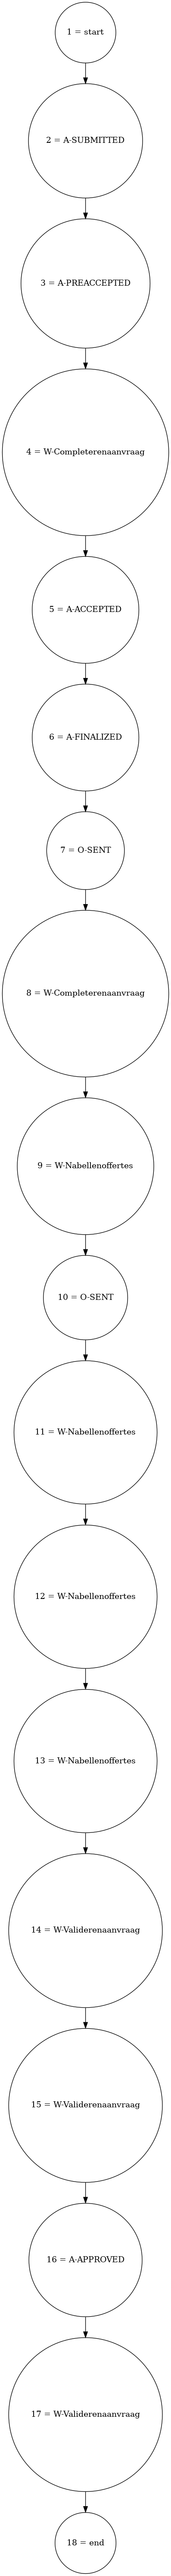 1 = start
2 = A-SUBMITTED
3 = A-PREACCEPTED
4 = W-Completerenaanvraag
5 = A-ACCEPTED
6 = A-FINALIZED
7 = O-SENT
8 = W-Completerenaanvraag
9 = W-Nabellenoffertes
10 = O-SENT
11 = W-Nabellenoffertes
12 = W-Nabellenoffertes
13 = W-Nabellenoffertes
14 = W-Validerenaanvraag
15 = W-Validerenaanvraag
16 = A-APPROVED
17 = W-Validerenaanvraag
18 = end